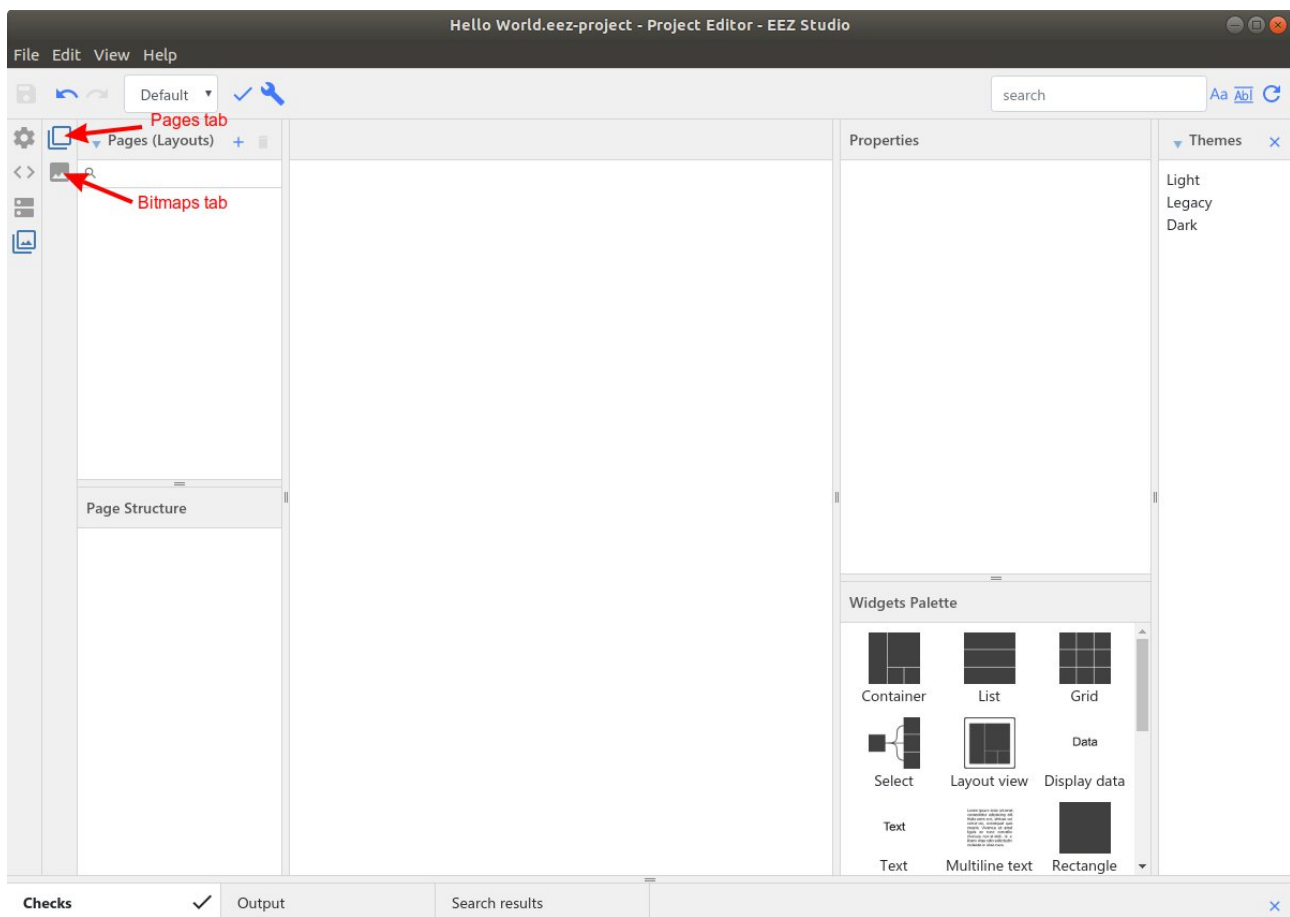 Hello World.eez-project - Project Editor - EEZ Studio
File Edit View Help
Default
search
Aa Abl
Pages tab
Pages (Layouts) +
Properties
Themes
Bitmaps tab
Light
Legacy
Dark
Page Structure
Widgets Palette
Container List Grid
Data
Select Layout view Display data
Text
Text Multiline text Rectangle
Checks Output Search results